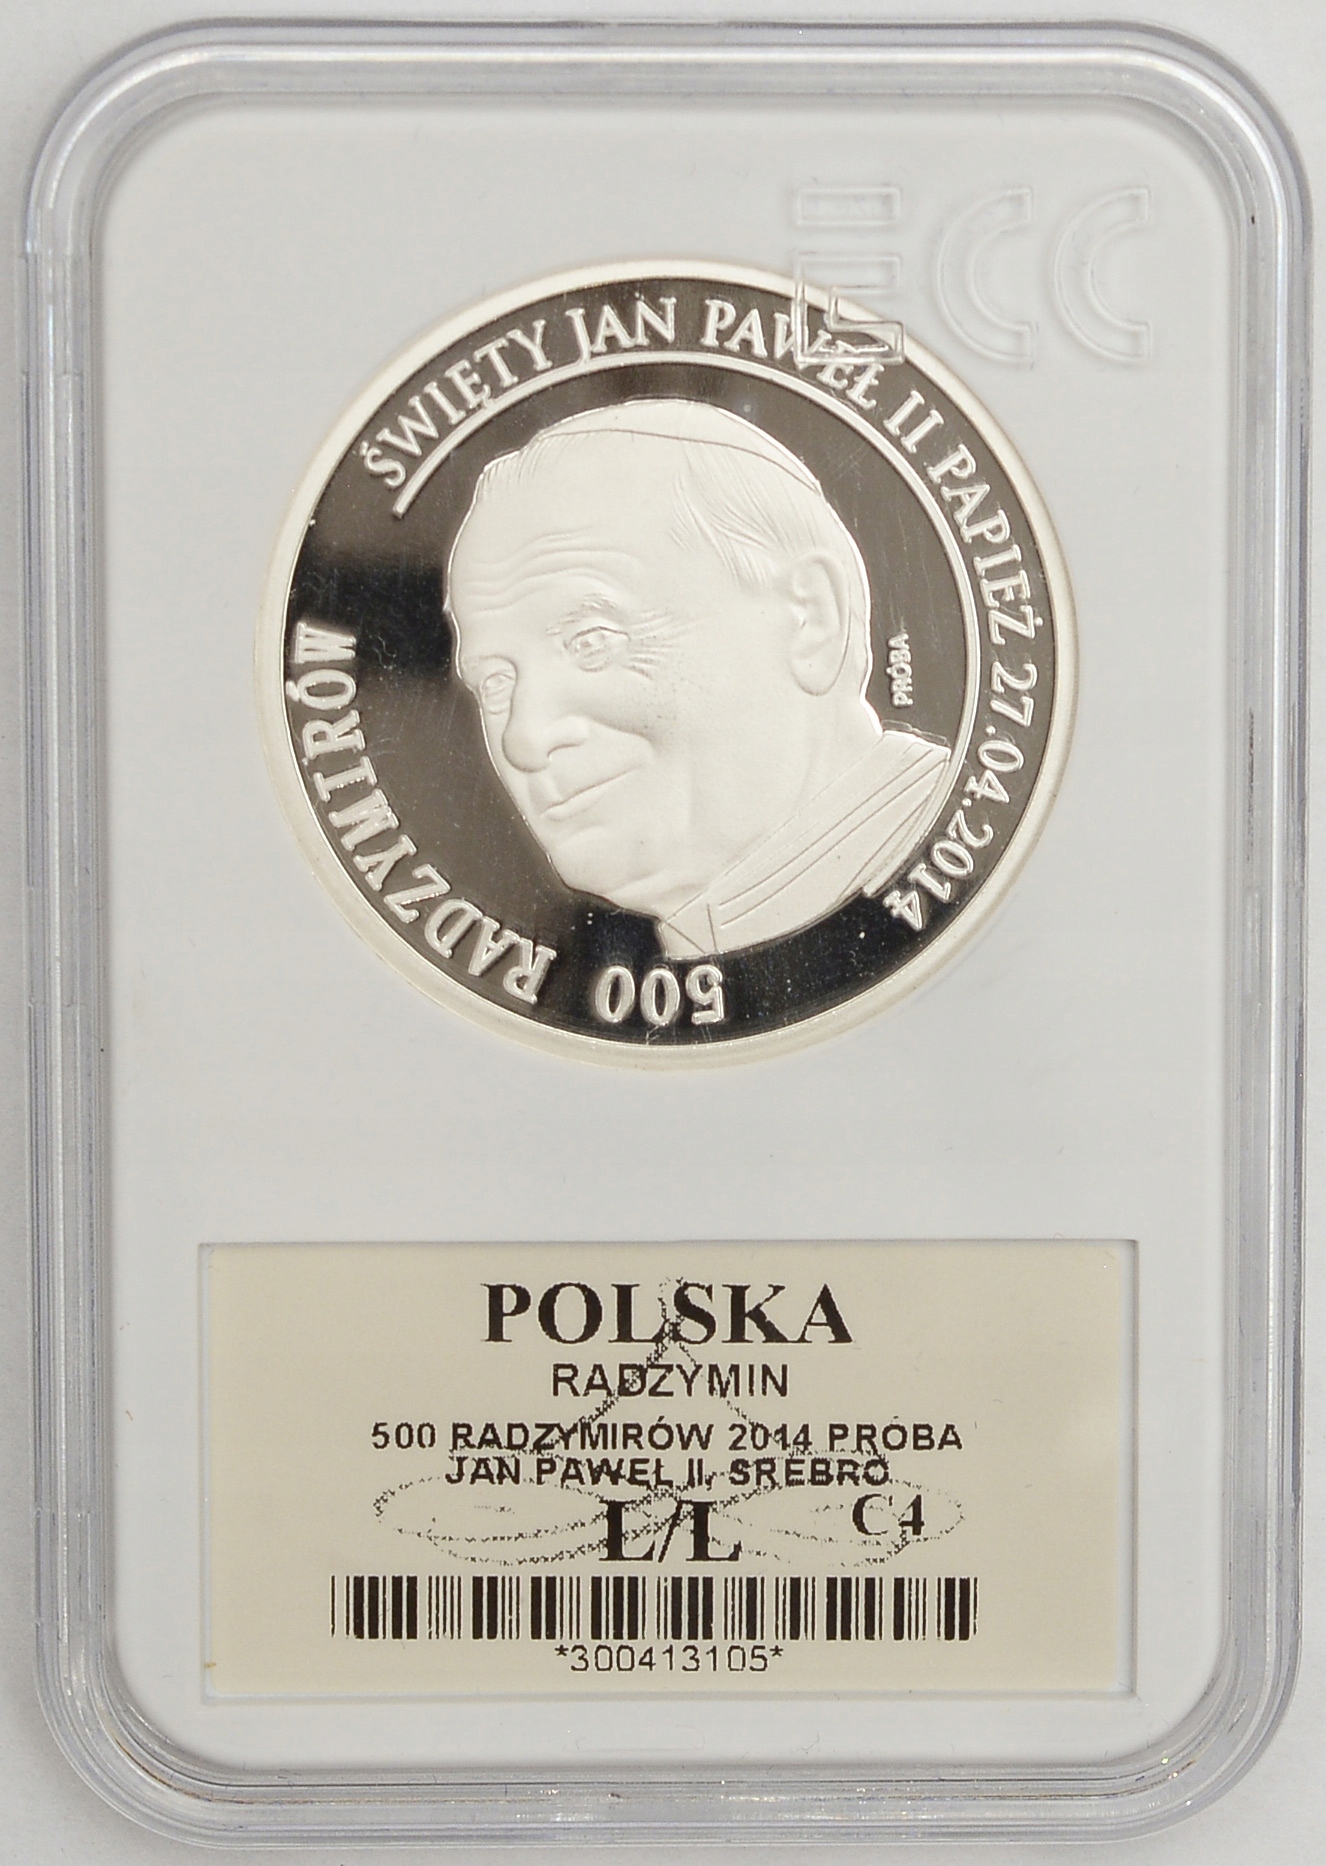 ECC
ŚWIĘTY JAN PAWEŁ II PAPIEŻ 27.04.2014
PRÓBA
500 RADZYMIRÓW
POLSKA
RADZYMIN
500 RADZYMIRÓW 2014 PRÓBA
JAN PAWEŁ II, SREBRO
L/L C4
*300413105*